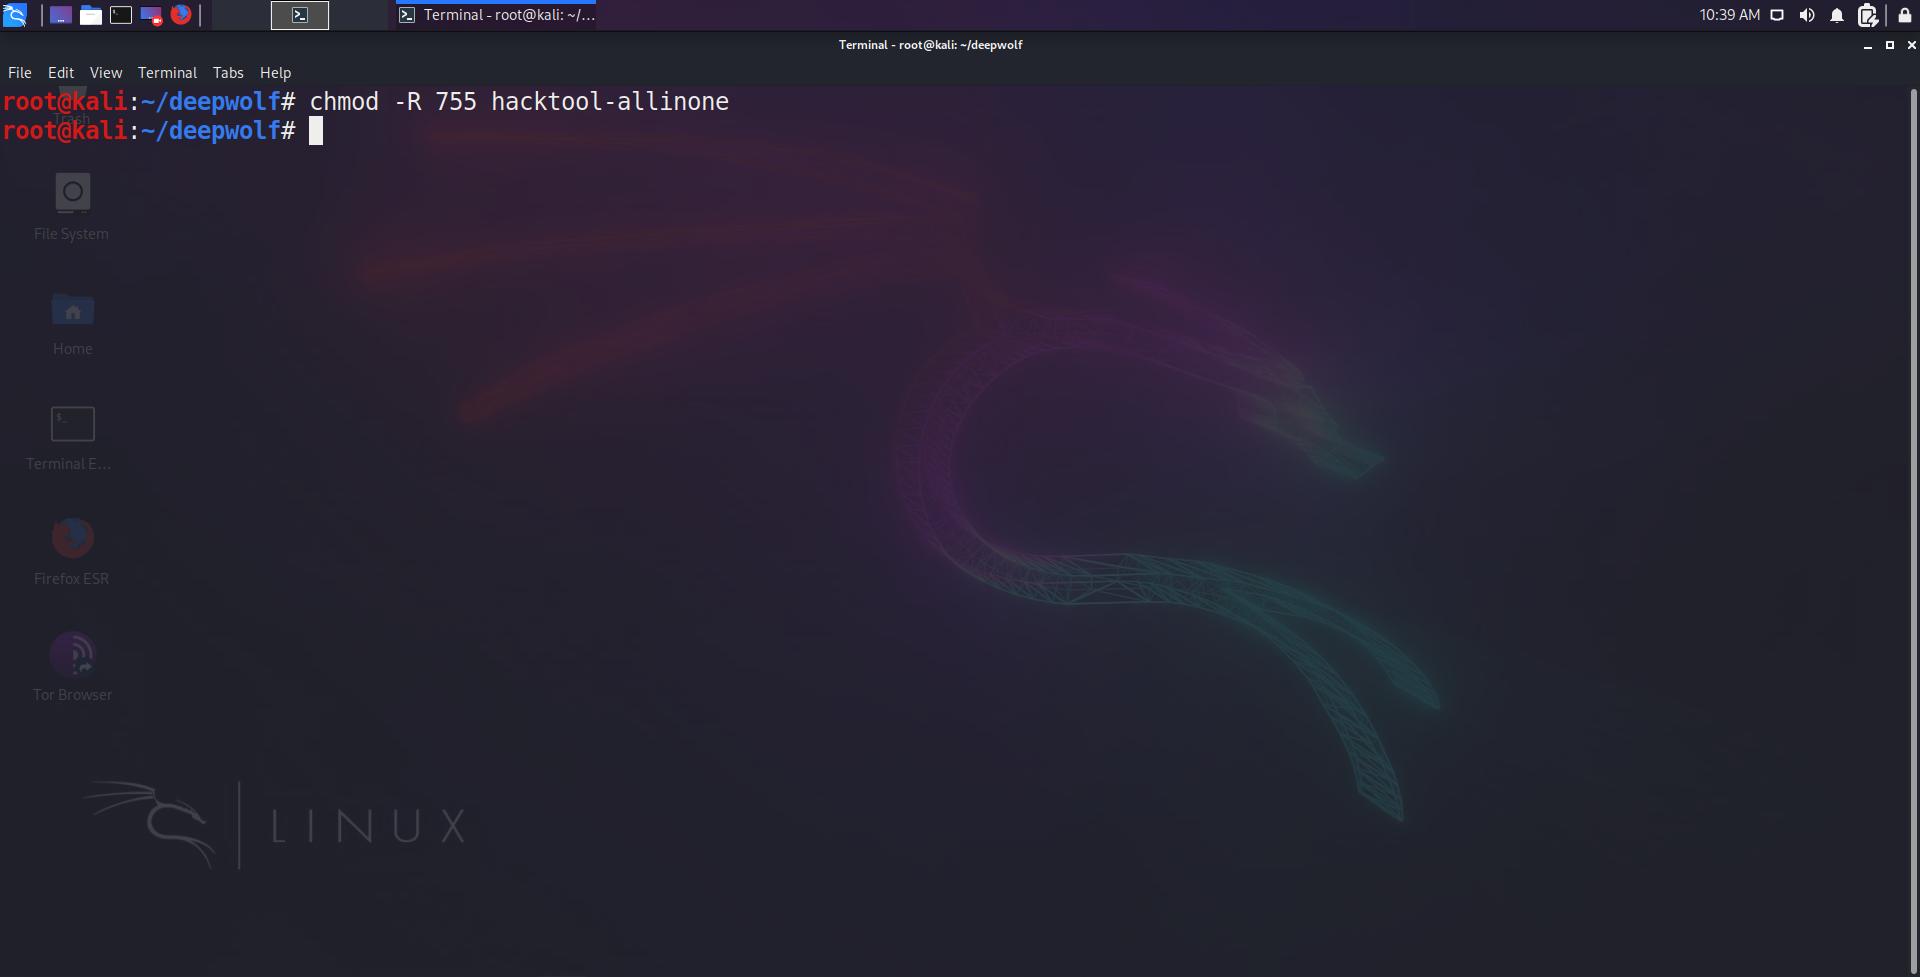 Terminal - root@kali: ~/...
10:39 AM
Terminal - root@kali: ~/deepwolf
File Edit View Terminal Tabs Help
root@kali:~/deepwolf# chmod -R 755 hacktool-allinone
Trash
root@kali:~/deepwolf#
File System
Home
$_
Terminal E...
Firefox ESR
Tor Browser
LINUX